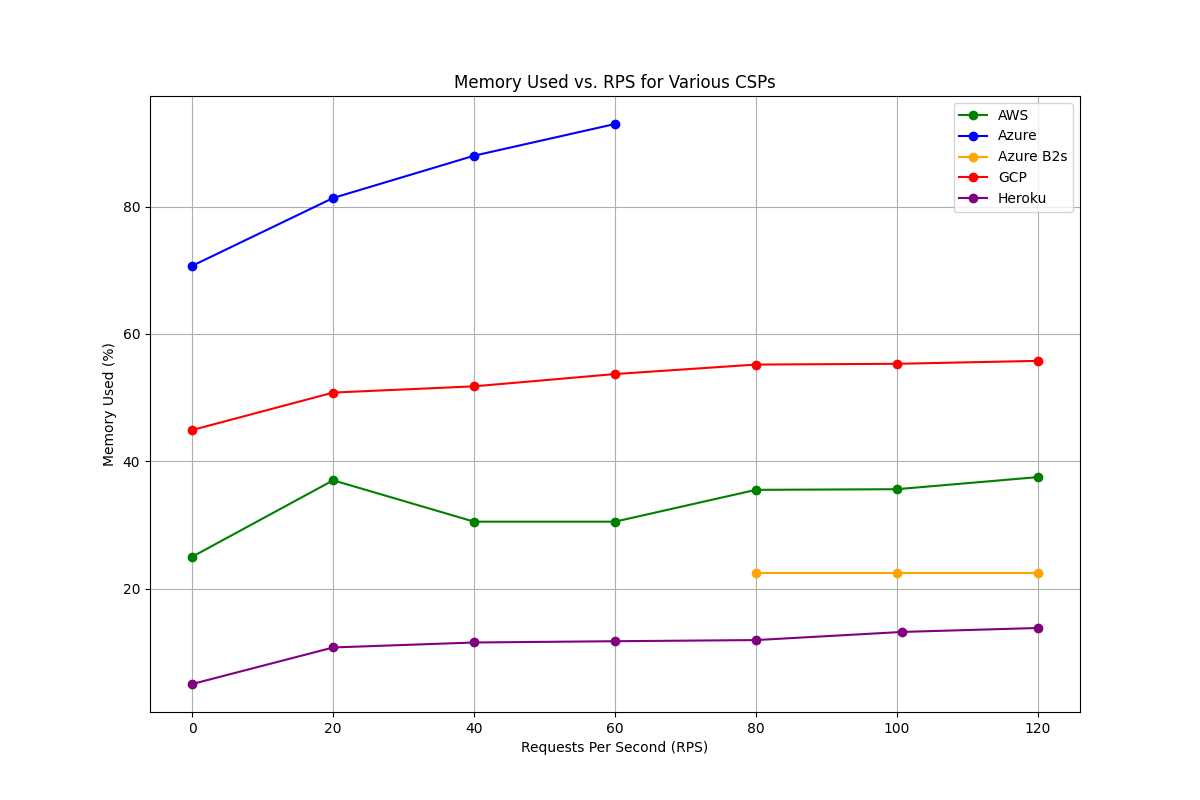 Memory Used vs. RPS for Various CSPs
AWS
Azure
Azure B2s
GCP
Heroku
Memory Used (%)
80
60
40
20
0 20 40 60 80 100 120
Requests Per Second (RPS)